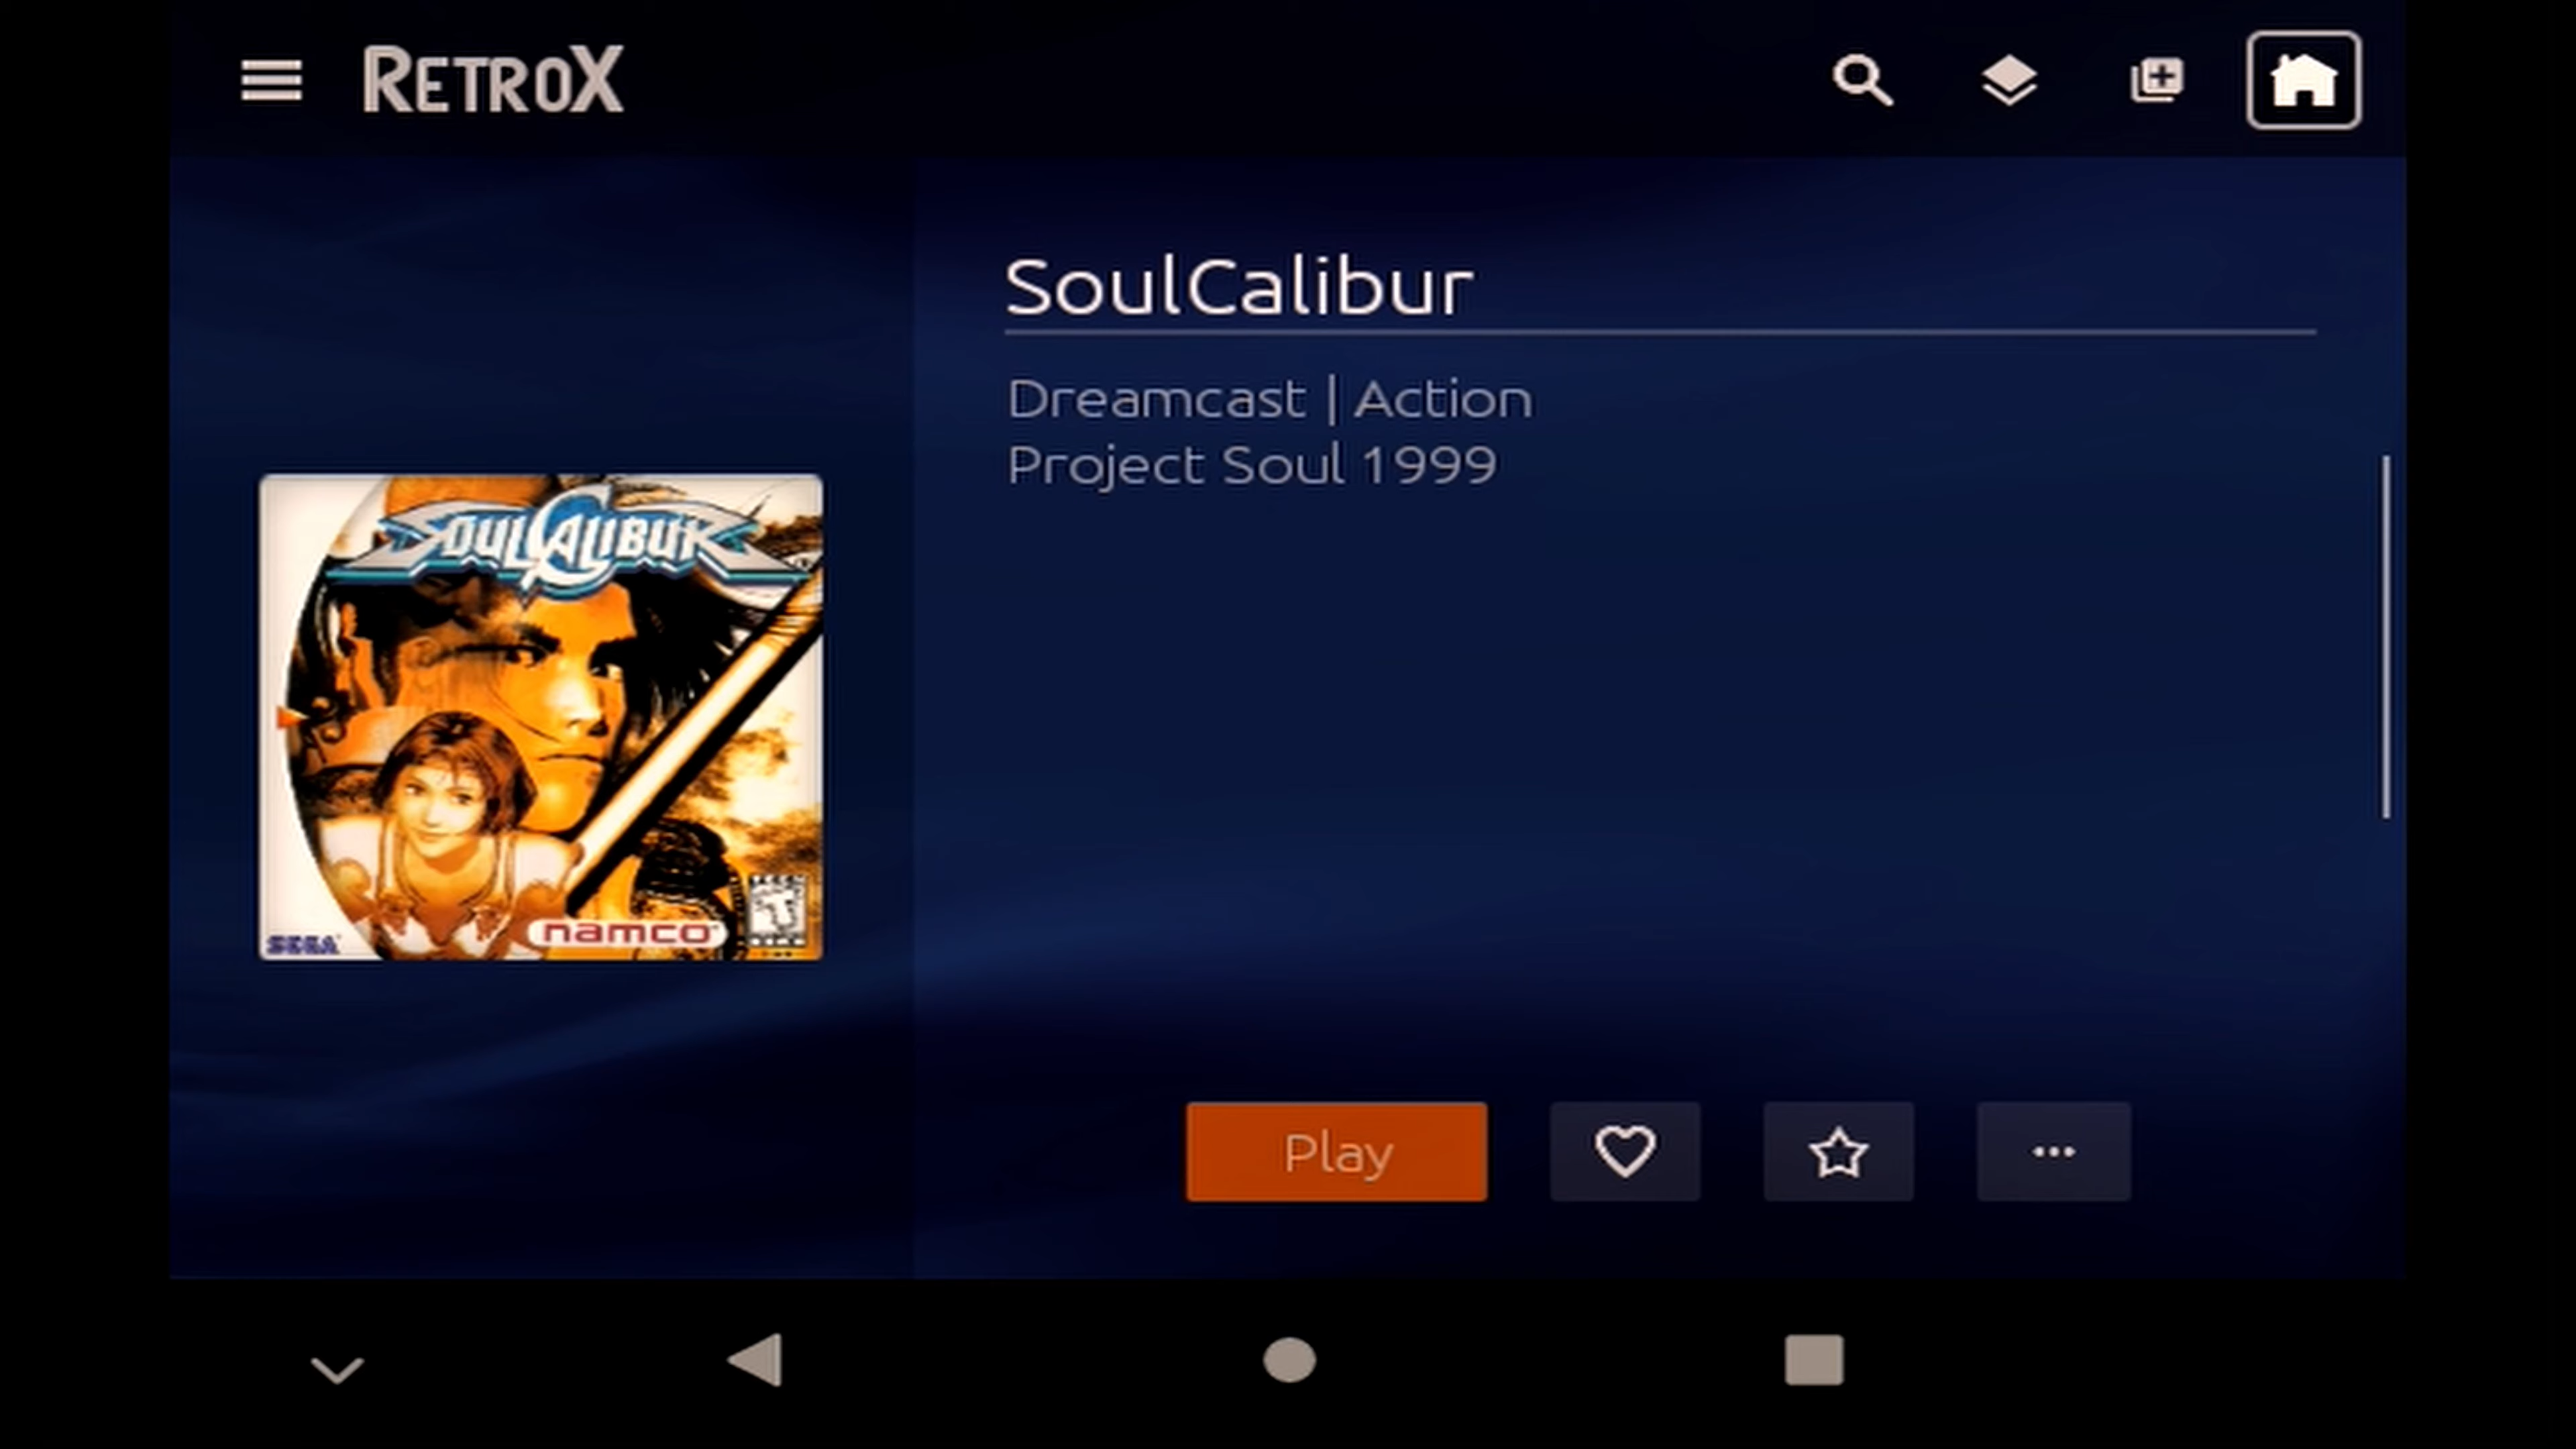 RETROX
SoulCalibur
Dreamcast | Action
Project Soul 1999
SOULCALIBUR
namco
SEGA
T
Play